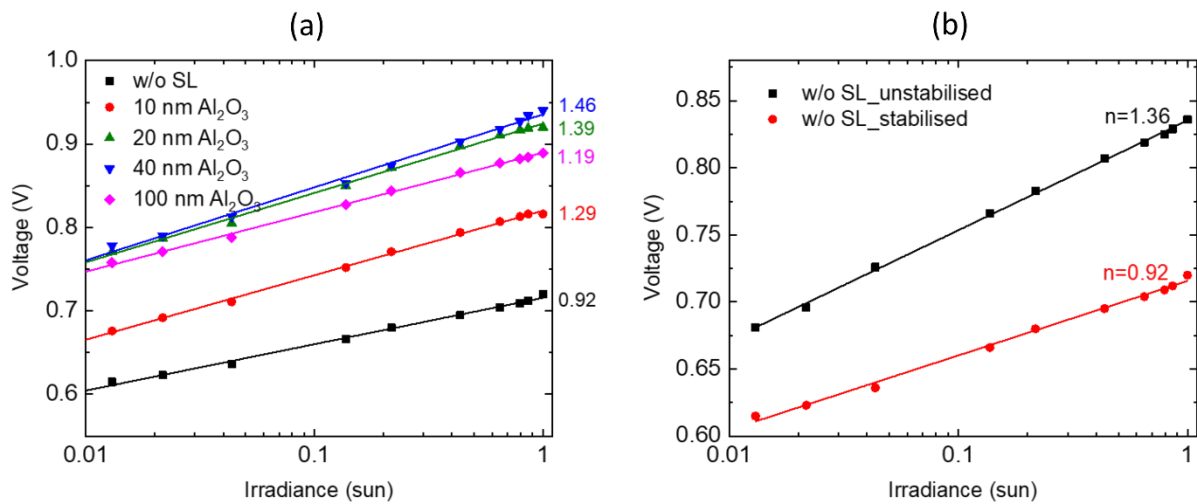 (a)
1.0
0.9
0.8
0.7
0.6
Voltage (V)
w/o SL
10 nm Al₂O₃
20 nm Al₂O₃
40 nm Al₂O₃
100 nm Al₂O₃
1.46
1.39
1.19
1.29
0.92
0.01
0.1
1
Irradiance (sun)
(b)
0.85
0.80
0.75
0.70
0.65
0.60
Voltage (V)
w/o SL_unstabilised
w/o SL_stabilised
n=1.36
n=0.92
0.01
0.1
1
Irradiance (sun)